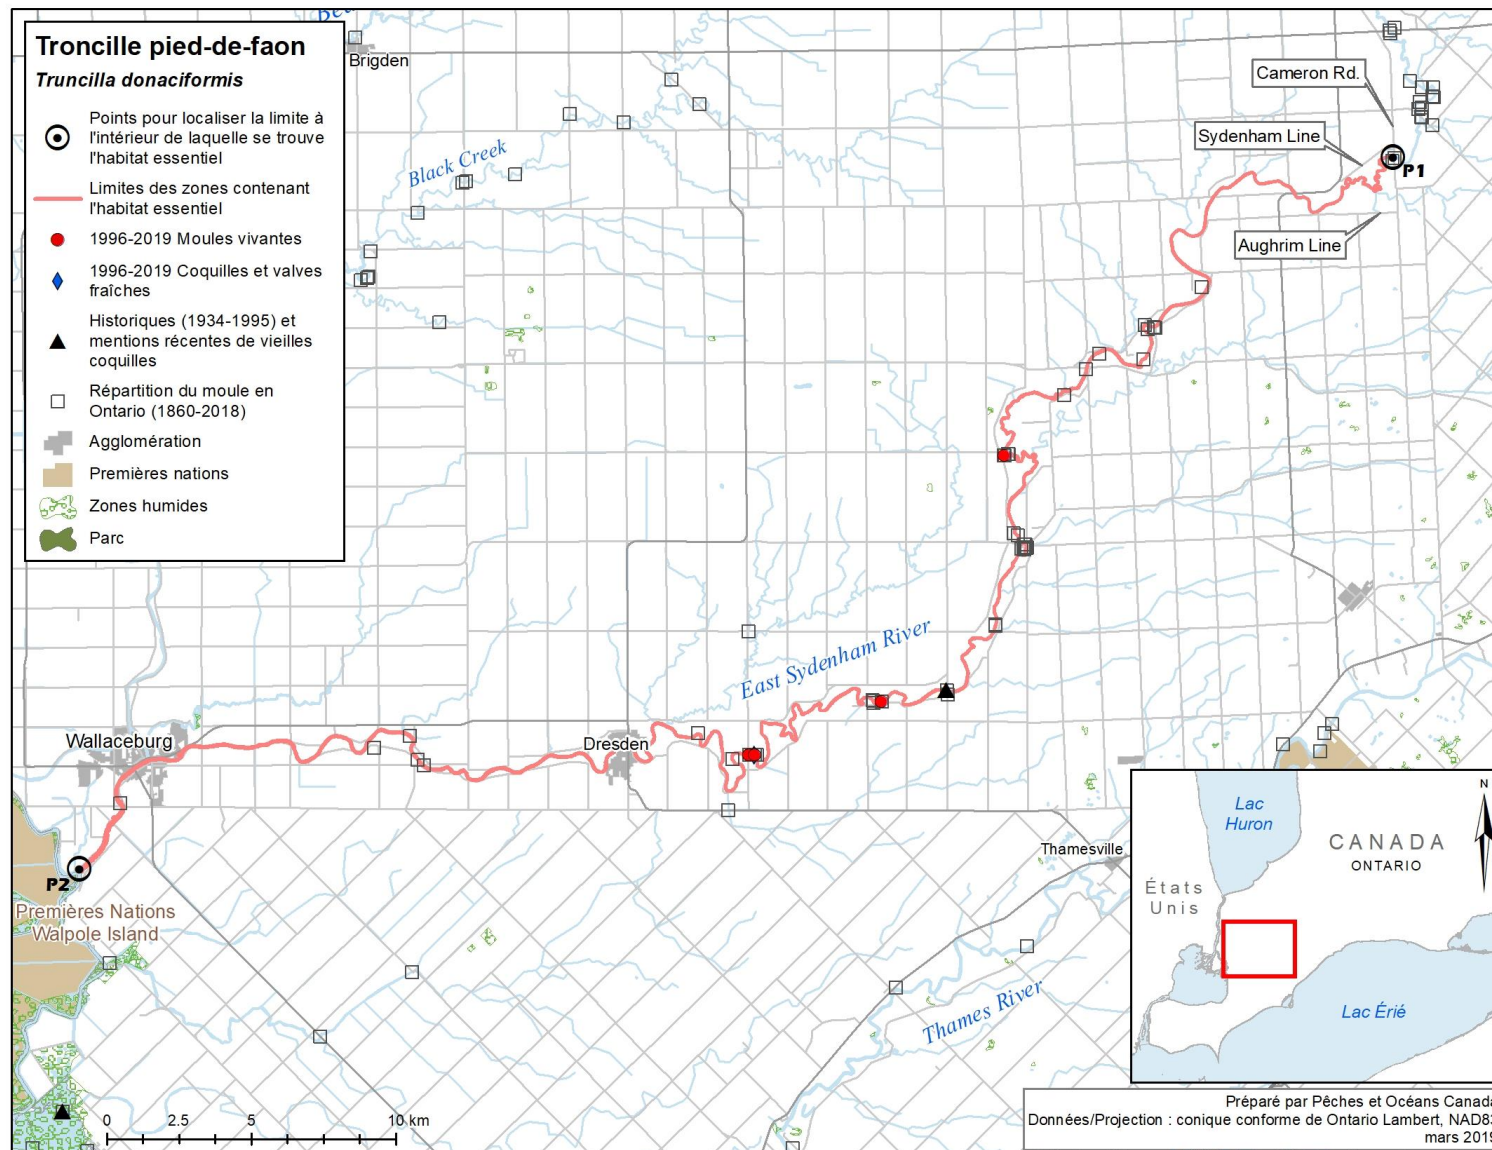 Troncille pied-de-faon
Truncilla donaciformis
Points pour localiser la limite à
l'intérieur de laquelle se trouve
l'habitat essentiel
Limites des zones contenant
l'habitat essentiel
1996-2019 Moules vivantes
1996-2019 Coquilles et valves
fraîches
Historiques (1934-1995) et
mentions récentes de vieilles
coquilles
Répartition du moule en
Ontario (1860-2018)
Agglomération
Premières nations
Zones humides
Parc
Brigden
Black Creek
Cameron Rd.
Sydenham Line
P1
Aughrim Line
East Sydenham River
Wallaceburg
Dresden
P2
Premières Nations
Walpole Island
Thamesville
Thames River
0 2.5 5 10 km
Lac
Huron
CANADA
ONTARIO
États
Unis
Lac Érié
N
Préparé par Pêches et Océans Canada
Données/Projection : conique conforme de Ontario Lambert, NAD83
mars 2019